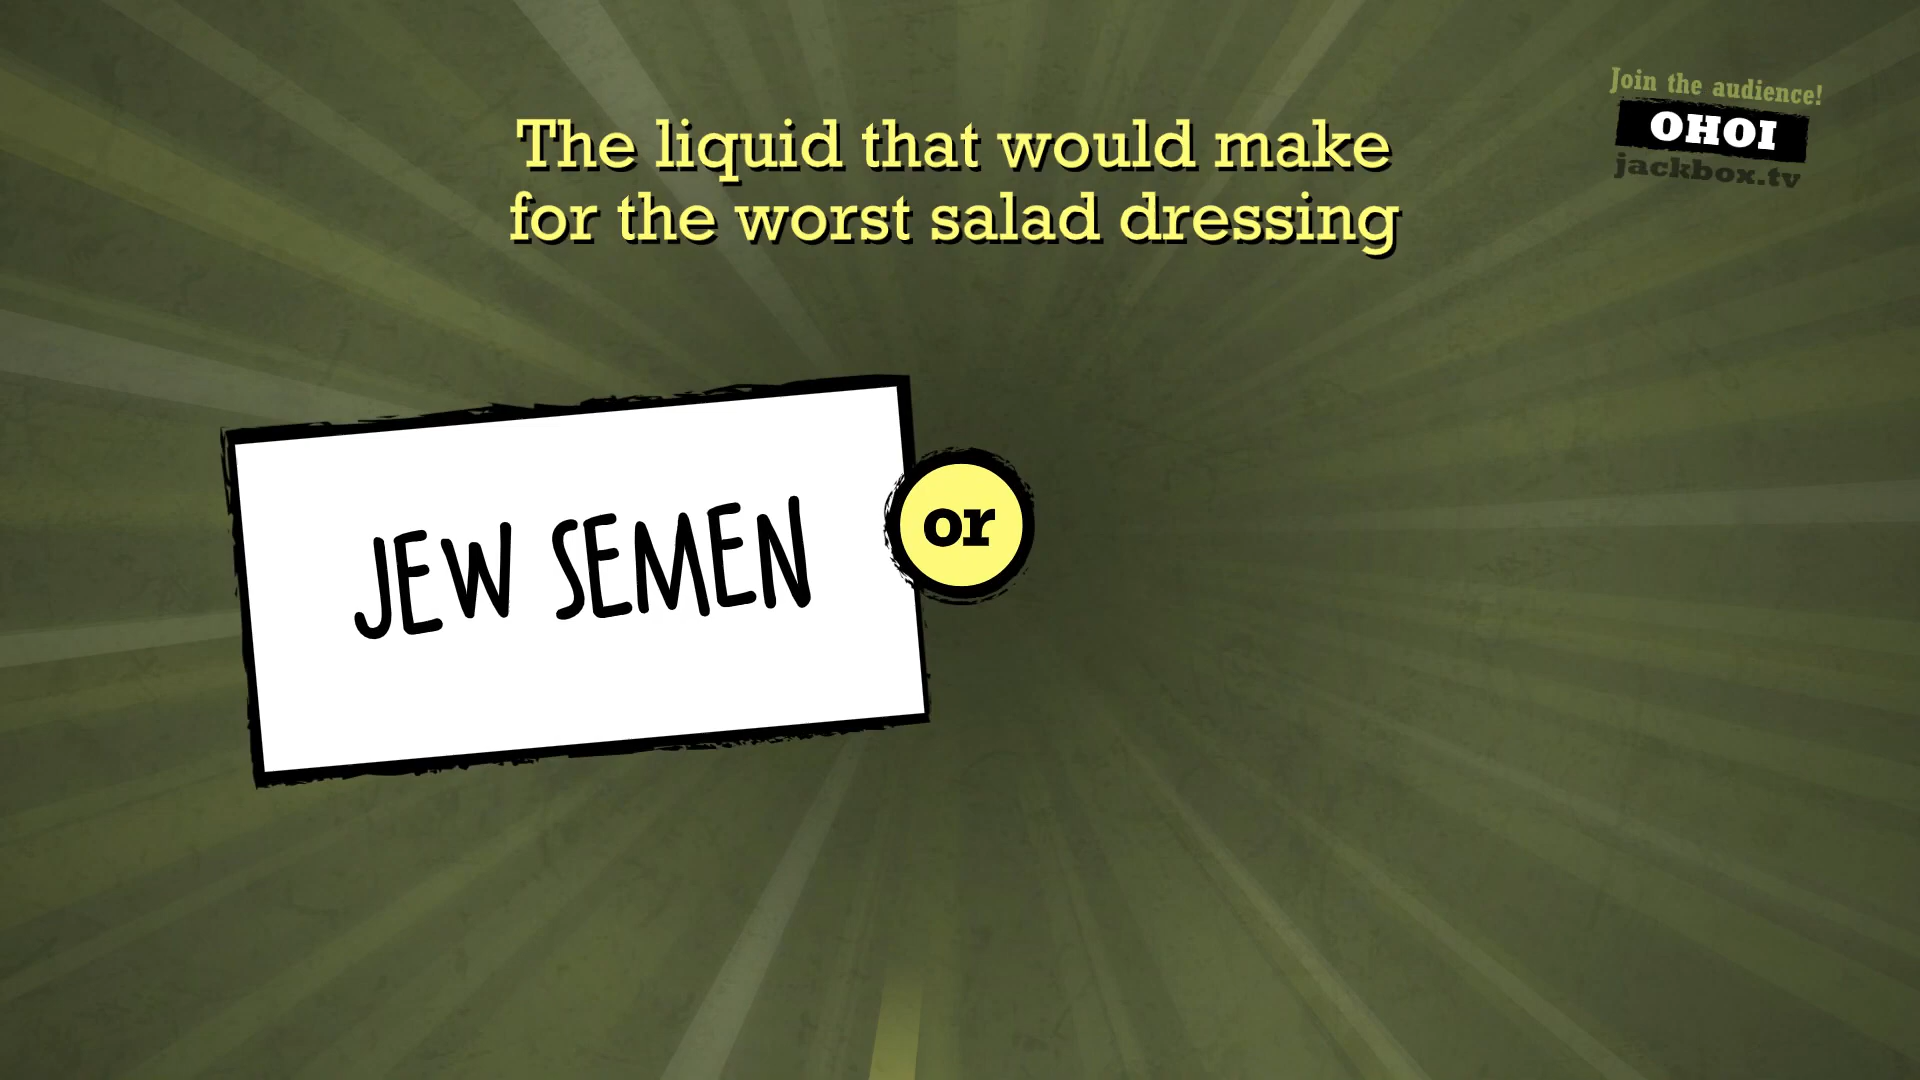 Join the audience!
OHOI
jackbox.tv
The liquid that would make
for the worst salad dressing
JEW SEMEN
or